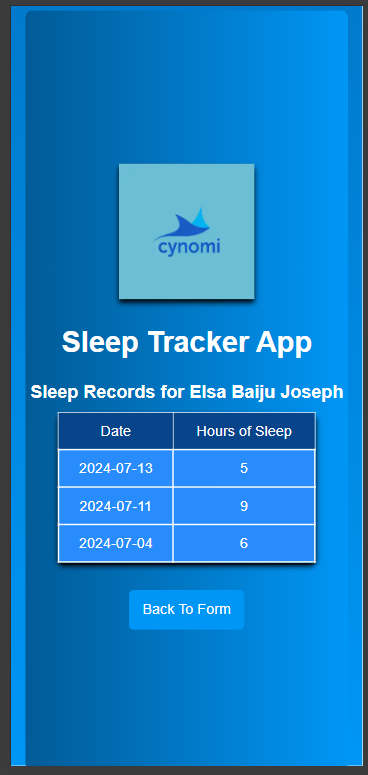 cynomi
Sleep Tracker App
Sleep Records for Elsa Baiju Joseph
Date Hours of Sleep
2024-07-13 5
2024-07-11 9
2024-07-04 6
Back To Form